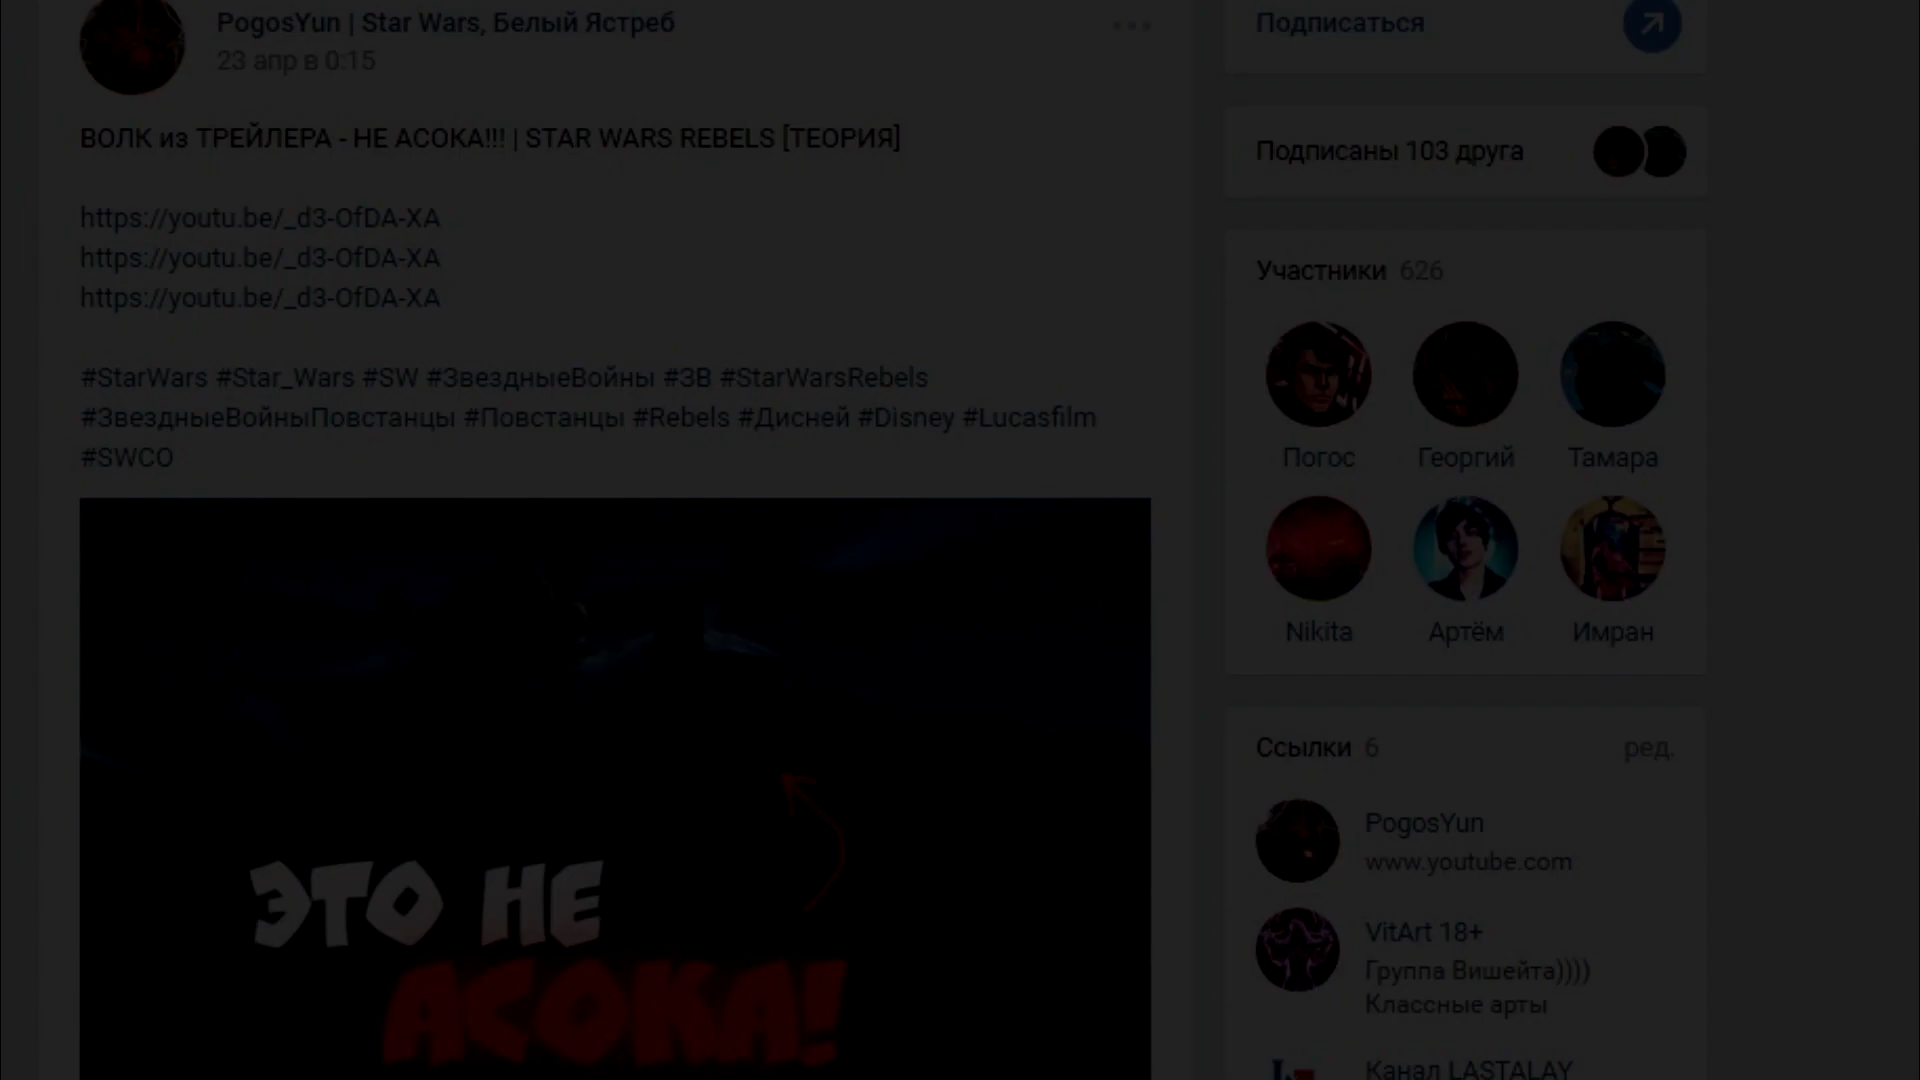 PogosYun | Star Wars, Белый Ястреб
23 апр в 0:15
ВОЛК из ТРЕЙЛЕРА - НЕ АСОКА!!! | STAR WARS REBELS [ТЕОРИЯ]
https://youtu.be/_d3-OfDA-XA
https://youtu.be/_d3-OfDA-XA
https://youtu.be/_d3-OfDA-XA
#StarWars #Star_Wars #SW #ЗвездныеВойны #ЗВ #StarWarsRebels
#ЗвездныеВойныПовстанцы #Повстанцы #Rebels #Дисней #Disney #Lucasfilm
#SWCO
ЭТО НЕ
АСОКА!
Подписаться
Подписаны 103 друга
Участники 626
Погос Георгий Тамара
Nikita Артём Имран
Ссылки 6 ред.
PogosYun
www.youtube.com
VitArt 18+
Группа Вишейта))))
Классные арты
Канал LASTALAY